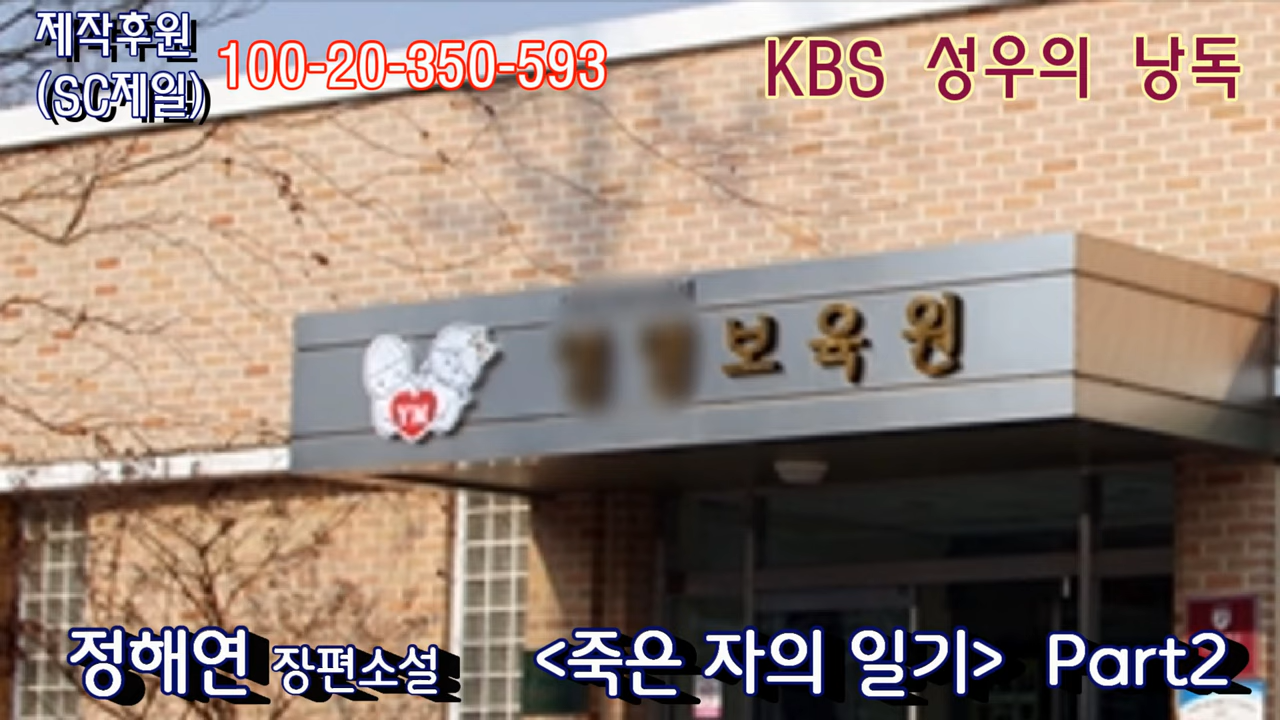 제작후원
(SC제일)
100-20-350-593
KBS 성우의 낭독
보육원
YM
정해연 장편소설 <죽은 자의 일기> Part2